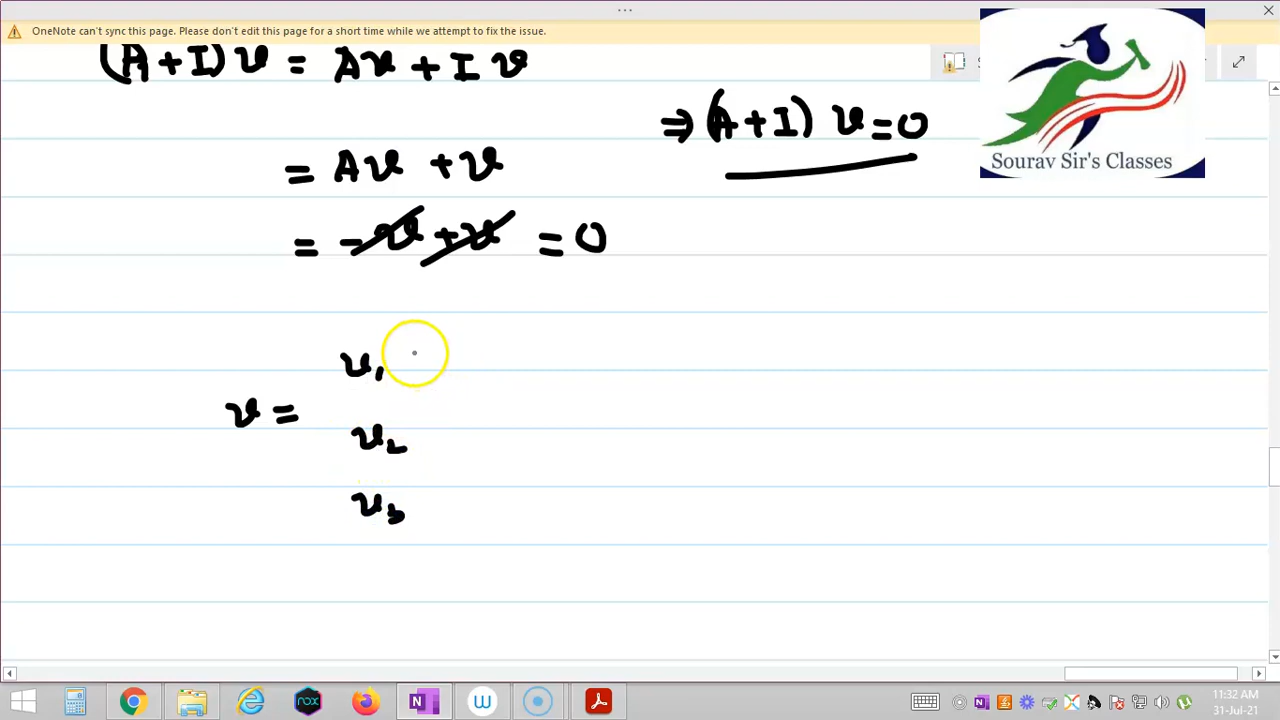 OneNote can't sync this page. Please don't edit this page for a short time while we attempt to fix the issue.
(A+I)v = Av + I v
⇒ (A+I) v = 0
= Av + v
= -v + v = 0
v =
v₁
v₂
v₃
Sourav Sir's Classes
11:32 AM
31-Jul-21